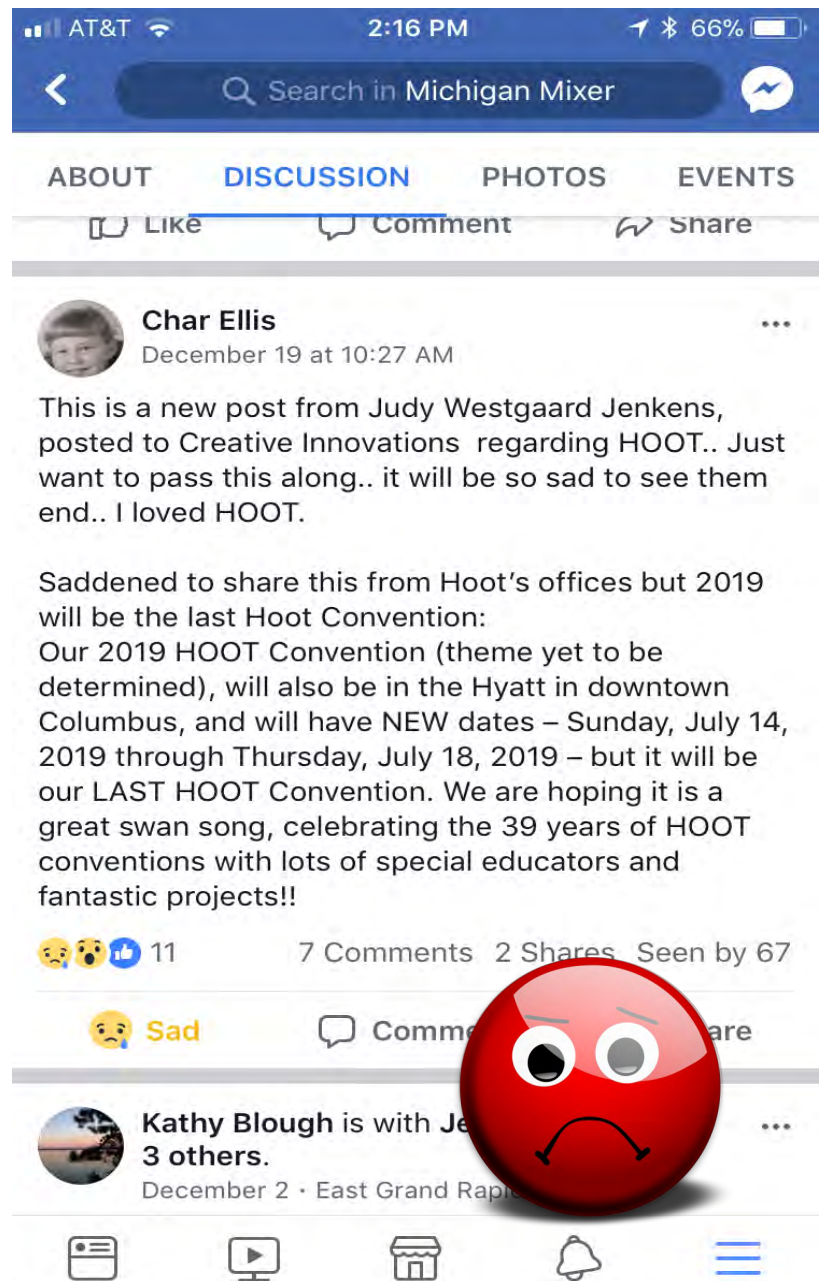 AT&T 2:16 PM 66%
Search in Michigan Mixer
ABOUT DISCUSSION PHOTOS EVENTS
Like Comment Share
Char Ellis
December 19 at 10:27 AM
This is a new post from Judy Westgaard Jenkens,
posted to Creative Innovations regarding HOOT.. Just
want to pass this along.. it will be so sad to see them
end.. I loved HOOT.
Saddened to share this from Hoot's offices but 2019
will be the last Hoot Convention:
Our 2019 HOOT Convention (theme yet to be
determined), will also be in the Hyatt in downtown
Columbus, and will have NEW dates – Sunday, July 14,
2019 through Thursday, July 18, 2019 – but it will be
our LAST HOOT Convention. We are hoping it is a
great swan song, celebrating the 39 years of HOOT
conventions with lots of special educators and
fantastic projects!!
11 7 Comments 2 Shares Seen by 67
Sad
Kathy Blough is with
3 others.
December 2 · East Grand